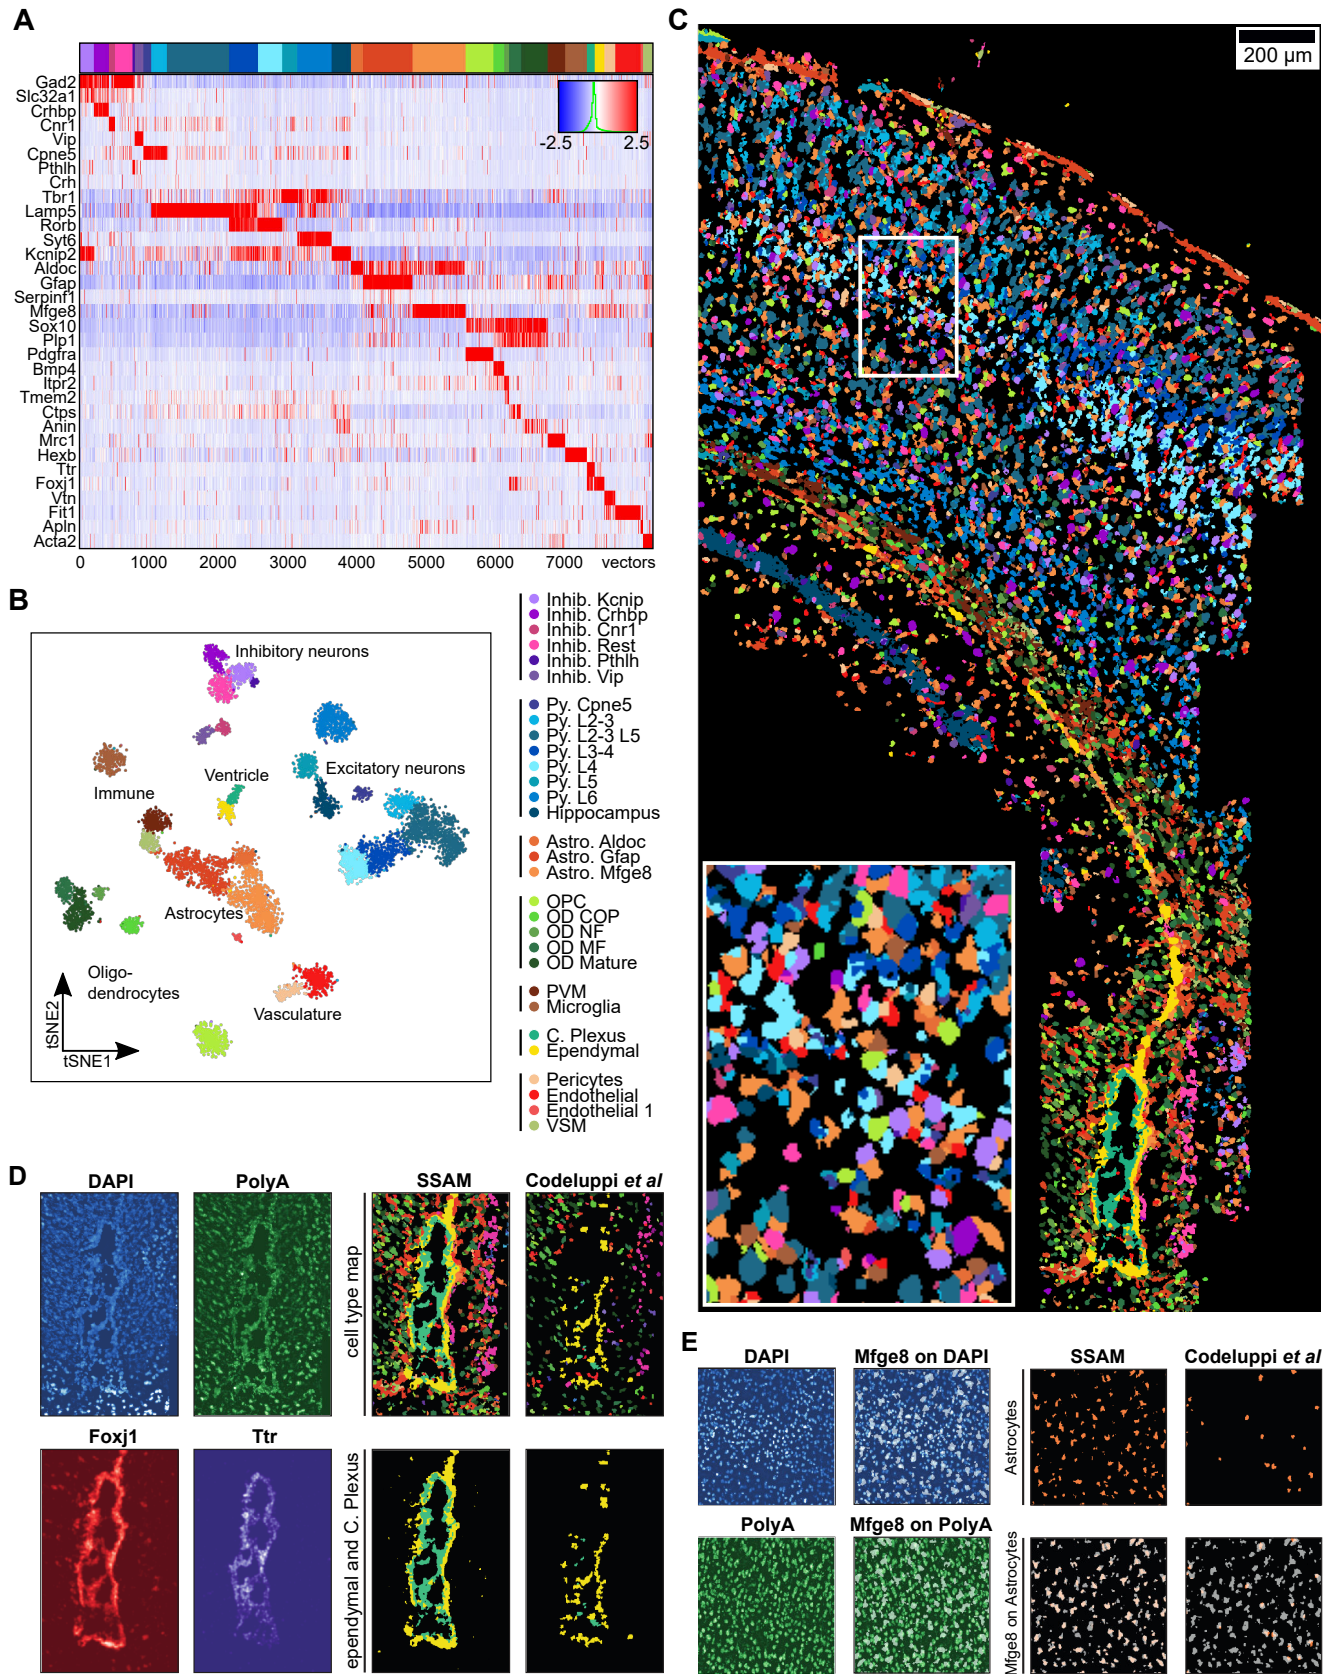 A
Gad2
Slc32a1
Crhbp
Cnr1
Vip
Cpne5
Pthlh
Crh
Tbr1
Lamp5
Rorb
Syt6
Kcnip2
Aldoc
Gfap
Serpinf1
Mfge8
Sox10
Plp1
Pdgfra
Bmp4
Itpr2
Tmem2
Ctps
Anin
Mrc1
Hexb
Ttr
Foxj1
Vtn
Fit1
Apln
Acta2
-2.5 2.5
0 1000 2000 3000 4000 5000 6000 7000 vectors
B
Inhibitory neurons
Ventricle
Excitatory neurons
Immune
Astrocytes
Oligo-
dendrocytes
Vasculature
tSNE2
tSNE1
Inhib. Kcnip
Inhib. Crhbp
Inhib. Cnr1
Inhib. Rest
Inhib. Pthlh
Inhib. Vip
Py. Cpne5
Py. L2-3
Py. L2-3 L5
Py. L3-4
Py. L4
Py. L5
Py. L6
Hippocampus
Astro. Aldoc
Astro. Gfap
Astro. Mfge8
OPC
OD COP
OD NF
OD MF
OD Mature
PVM
Microglia
C. Plexus
Ependymal
Pericytes
Endothelial
Endothelial 1
VSM
C
200 µm
D
DAPI PolyA SSAM Codeluppi et al
cell type map
Foxj1 Ttr
ependymal and C. Plexus
E
DAPI Mfge8 on DAPI SSAM Codeluppi et al
Astrocytes
PolyA Mfge8 on PolyA
Mfge8 on Astrocytes